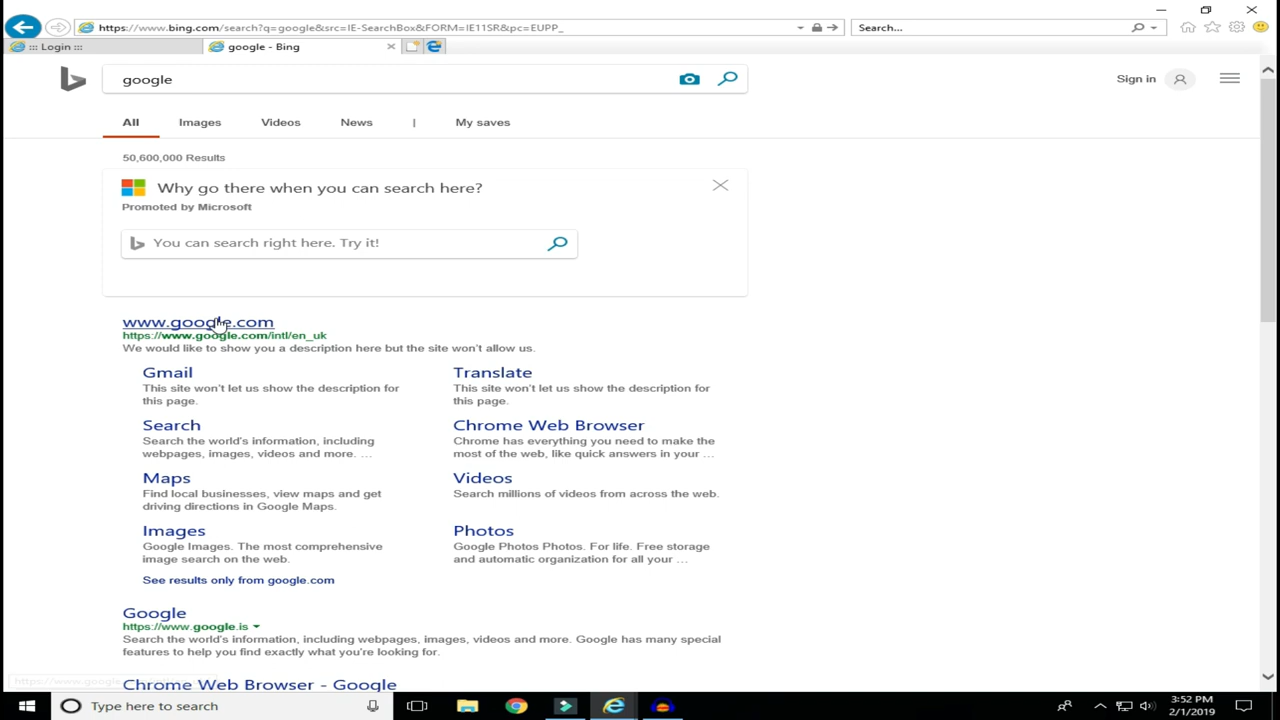 https://www.bing.com/search?q=google&src=IE-SearchBox&FORM=IE11SR&pc=EUPP_
Search...
::: Login :::
google - Bing
google
Sign in
All Images Videos News | My saves
50,600,000 Results
Why go there when you can search here?
Promoted by Microsoft
You can search right here. Try it!
www.google.com
https://www.google.com/intl/en_uk
We would like to show you a description here but the site won't allow us.
Gmail
This site won't let us show the description for
this page.
Translate
This site won't let us show the description for
this page.
Search
Search the world's information, including
webpages, images, videos and more. ...
Chrome Web Browser
Chrome has everything you need to make the
most of the web, like quick answers in your ...
Maps
Find local businesses, view maps and get
driving directions in Google Maps.
Videos
Search millions of videos from across the web.
Images
Google Images. The most comprehensive
image search on the web.
Photos
Google Photos Photos. For life. Free storage
and automatic organization for all your ...
See results only from google.com
Google
https://www.google.is
Search the world's information, including webpages, images, videos and more. Google has many special
features to help you find exactly what you're looking for.
Chrome Web Browser - Google
Type here to search
3:52 PM
2/1/2019